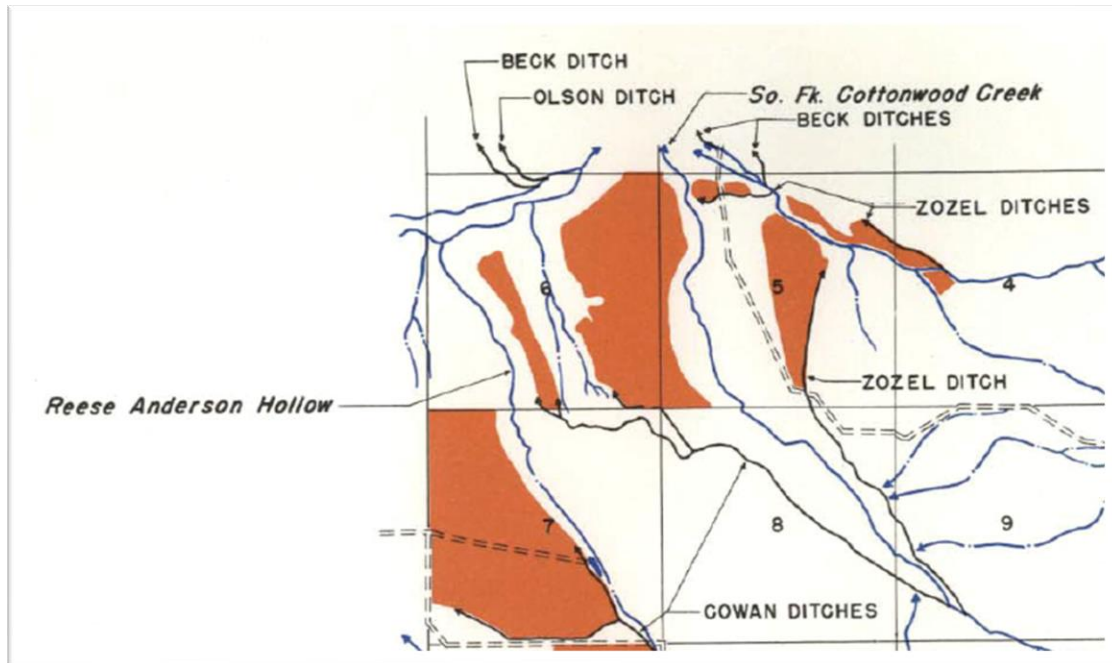 BECK DITCH
OLSON DITCH
So. Fk. Cottonwood Creek
BECK DITCHES
ZOZEL DITCHES
6
5
4
ZOZEL DITCH
Reese Anderson Hollow
7
8
9
COWAN DITCHES